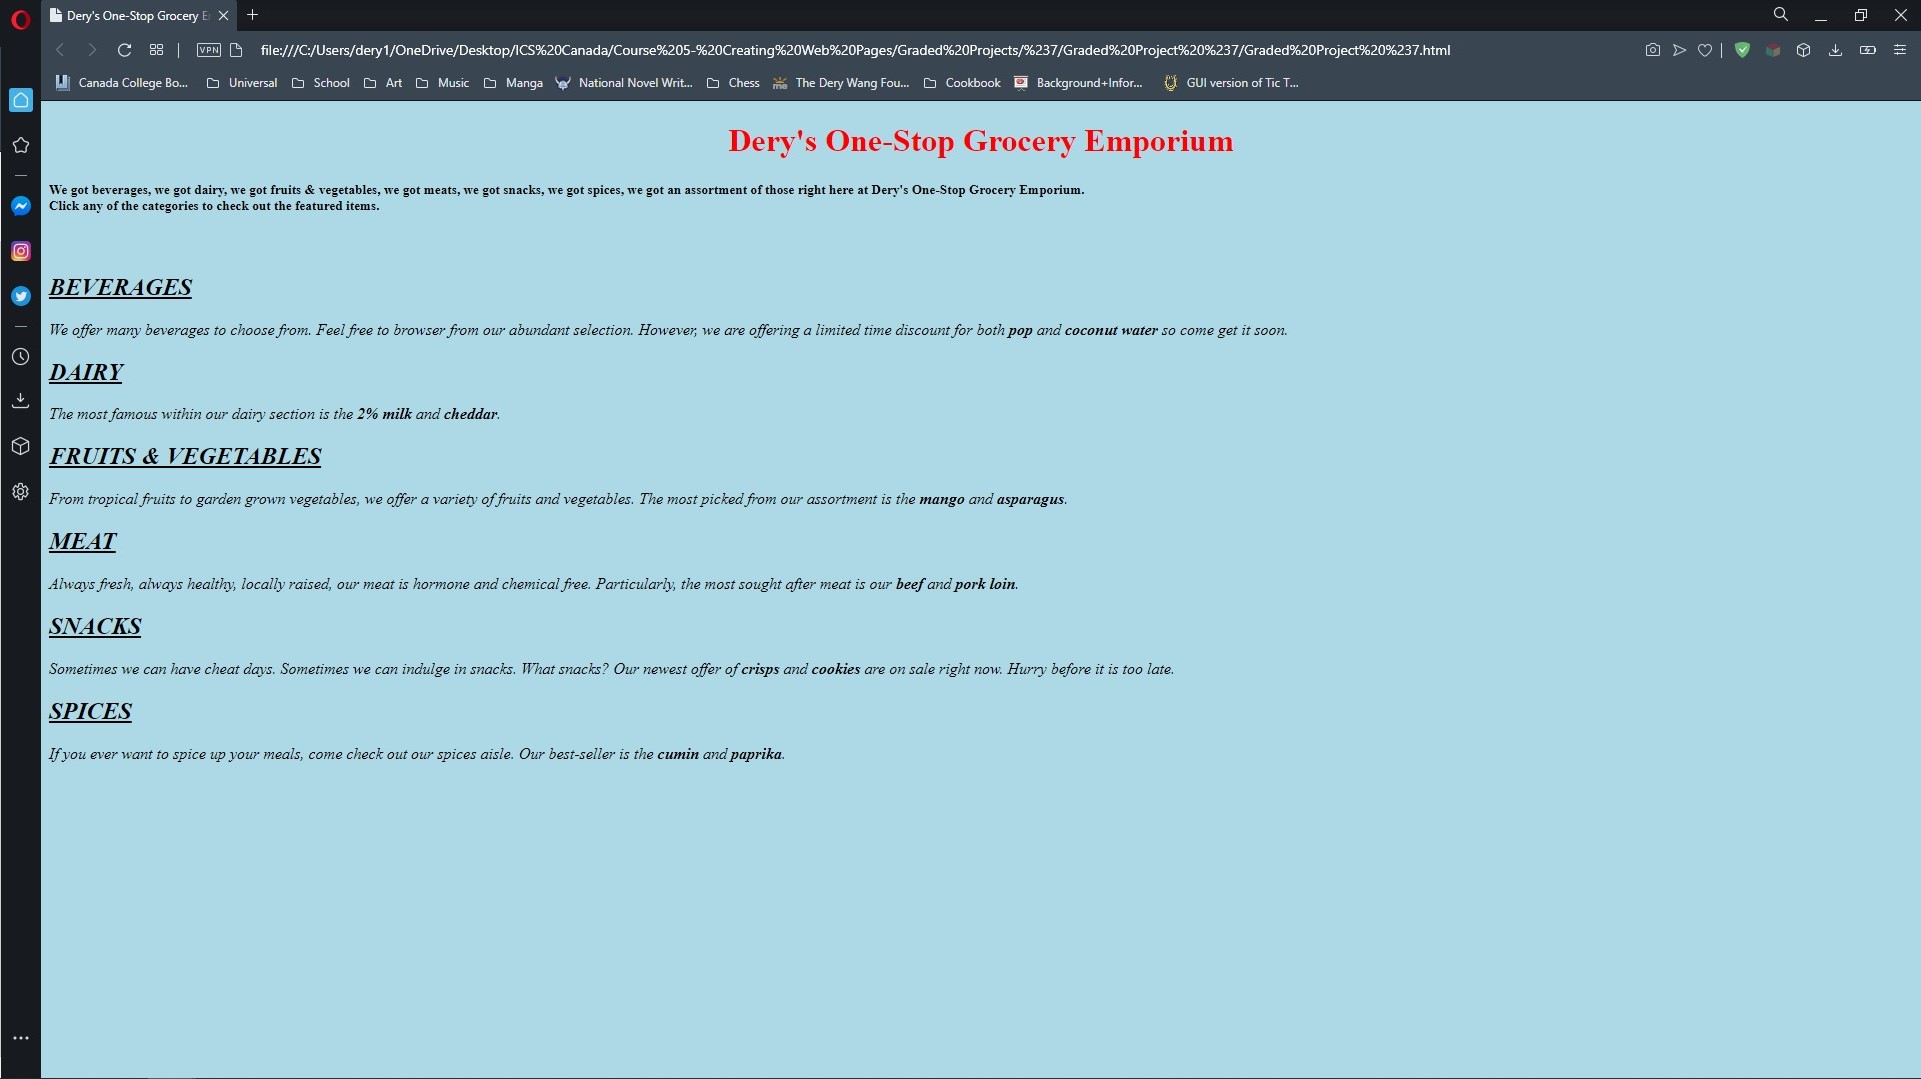 Dery's One-Stop Grocery E
VPN
file:///C:/Users/dery1/OneDrive/Desktop/ICS%20Canada/Course%205-%20Creating%20Web%20Pages/Graded%20Projects/%237/Graded%20Project%20%237/Graded%20Project%20%237.html
Canada College Bo... Universal School Art Music Manga National Novel Writ... Chess me The Dery Wang Fou... Cookbook Background+Infor... GUI version of Tic T...
Dery's One-Stop Grocery Emporium
We got beverages, we got dairy, we got fruits & vegetables, we got meats, we got snacks, we got spices, we got an assortment of those right here at Dery's One-Stop Grocery Emporium.
Click any of the categories to check out the featured items.
BEVERAGES
We offer many beverages to choose from. Feel free to browser from our abundant selection. However, we are offering a limited time discount for both pop and coconut water so come get it soon.
DAIRY
The most famous within our dairy section is the 2% milk and cheddar.
FRUITS & VEGETABLES
From tropical fruits to garden grown vegetables, we offer a variety of fruits and vegetables. The most picked from our assortment is the mango and asparagus.
MEAT
Always fresh, always healthy, locally raised, our meat is hormone and chemical free. Particularly, the most sought after meat is our beef and pork loin.
SNACKS
Sometimes we can have cheat days. Sometimes we can indulge in snacks. What snacks? Our newest offer of crisps and cookies are on sale right now. Hurry before it is too late.
SPICES
If you ever want to spice up your meals, come check out our spices aisle. Our best-seller is the cumin and paprika.